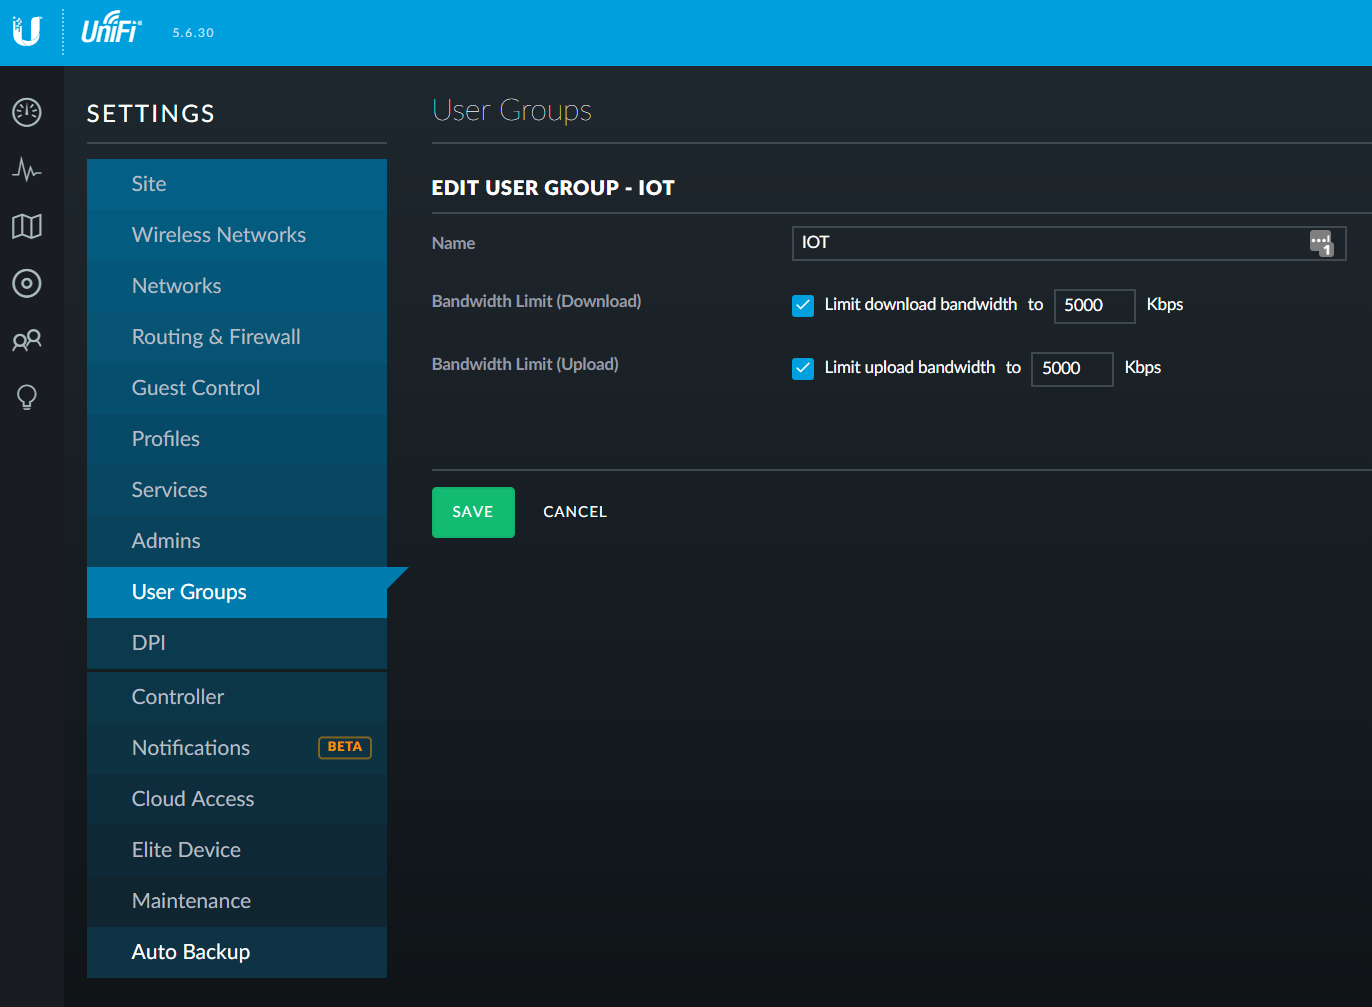 UniFi 5.6.30
SETTINGS
Site
Wireless Networks
Networks
Routing & Firewall
Guest Control
Profiles
Services
Admins
User Groups
DPI
Controller
Notifications BETA
Cloud Access
Elite Device
Maintenance
Auto Backup
User Groups
EDIT USER GROUP - IOT
Name IOT 1
Bandwidth Limit (Download) Limit download bandwidth to 5000 Kbps
Bandwidth Limit (Upload) Limit upload bandwidth to 5000 Kbps
SAVE CANCEL